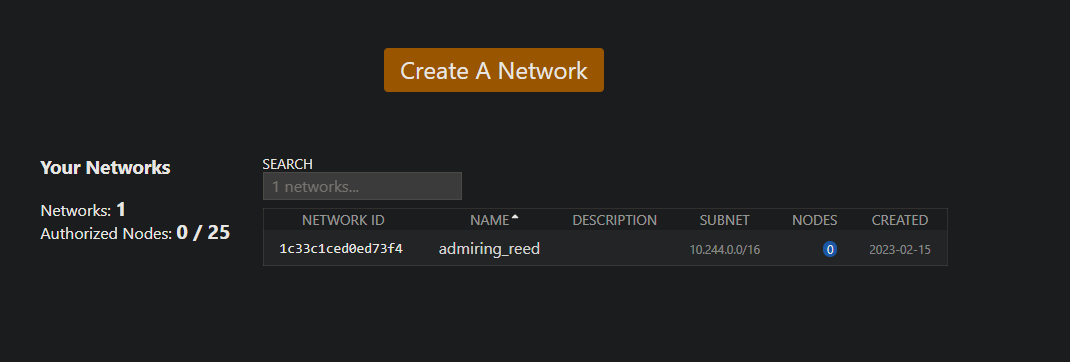 Create A Network
Your Networks
Networks: 1
Authorized Nodes: 0 / 25
SEARCH
1 networks...
NETWORK ID NAME DESCRIPTION SUBNET NODES CREATED
1c33c1ced0ed73f4 admiring_reed 10.244.0.0/16 0 2023-02-15